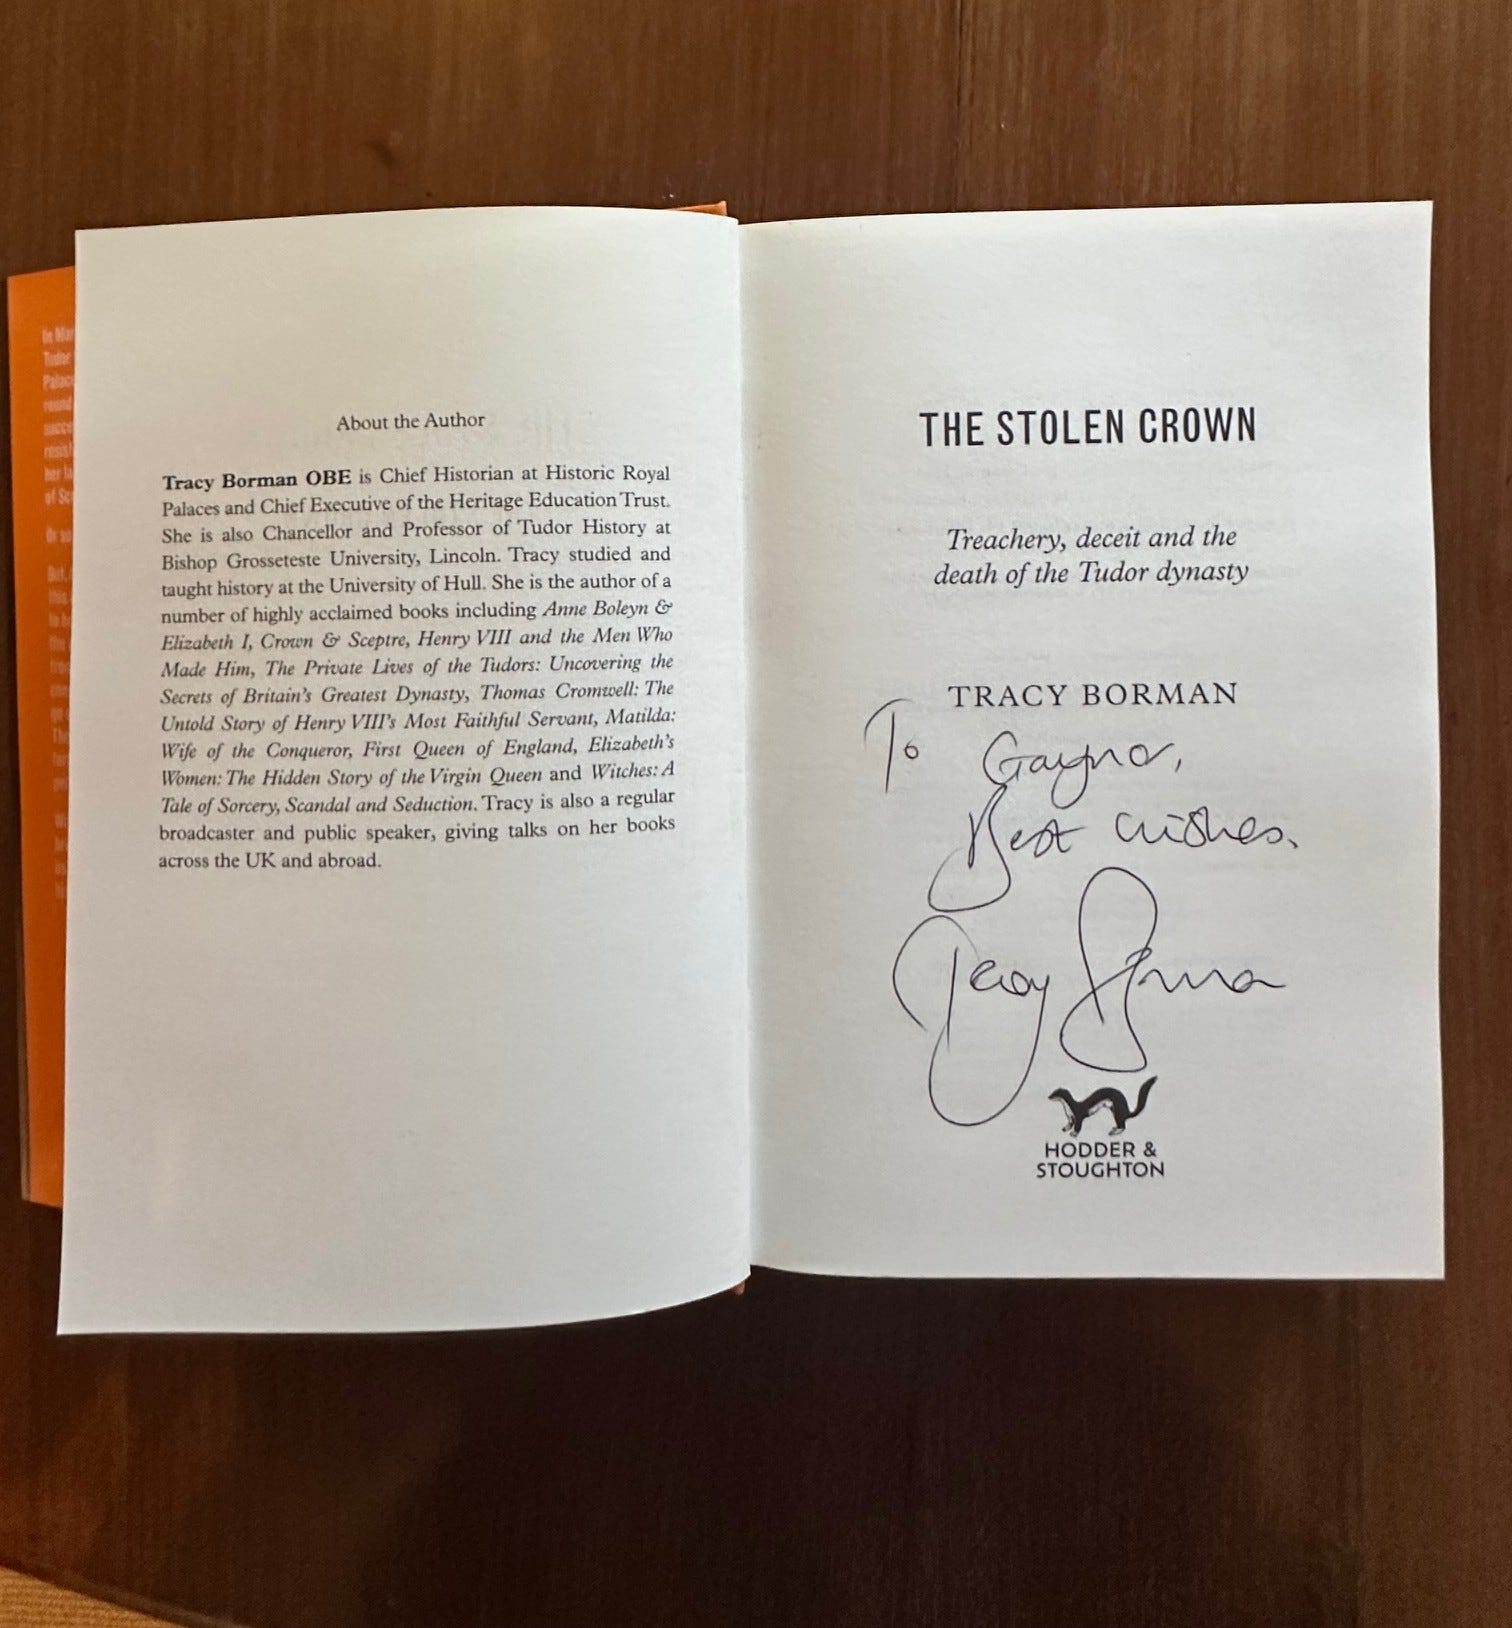 About the Author
Tracy Borman OBE is Chief Historian at Historic Royal
Palaces and Chief Executive of the Heritage Education Trust.
She is also Chancellor and Professor of Tudor History at
Bishop Grosseteste University, Lincoln. Tracy studied and
taught history at the University of Hull. She is the author of a
number of highly acclaimed books including Anne Boleyn &
Elizabeth I, Crown & Sceptre, Henry VIII and the Men Who
Made Him, The Private Lives of the Tudors: Uncovering the
Secrets of Britain's Greatest Dynasty, Thomas Cromwell: The
Untold Story of Henry VIII's Most Faithful Servant, Matilda:
Wife of the Conqueror, First Queen of England, Elizabeth's
Women: The Hidden Story of the Virgin Queen and Witches: A
Tale of Sorcery, Scandal and Seduction. Tracy is also a regular
broadcaster and public speaker, giving talks on her books
across the UK and abroad.
THE STOLEN CROWN
Treachery, deceit and the
death of the Tudor dynasty
TRACY BORMAN
To Gaynor,
Best wishes.
Tracy Borman
HODDER &
STOUGHTON